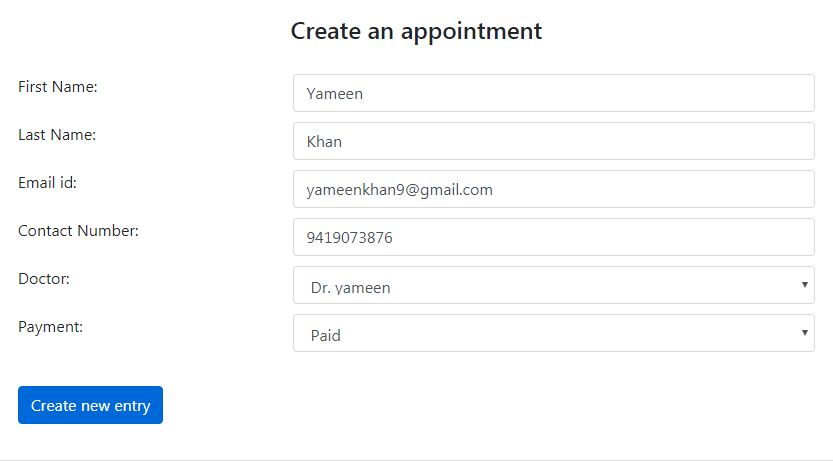 Create an appointment
First Name: Yameen
Last Name: Khan
Email id: yameenkhan9@gmail.com
Contact Number: 9419073876
Doctor: Dr. yameen
Payment: Paid
Create new entry